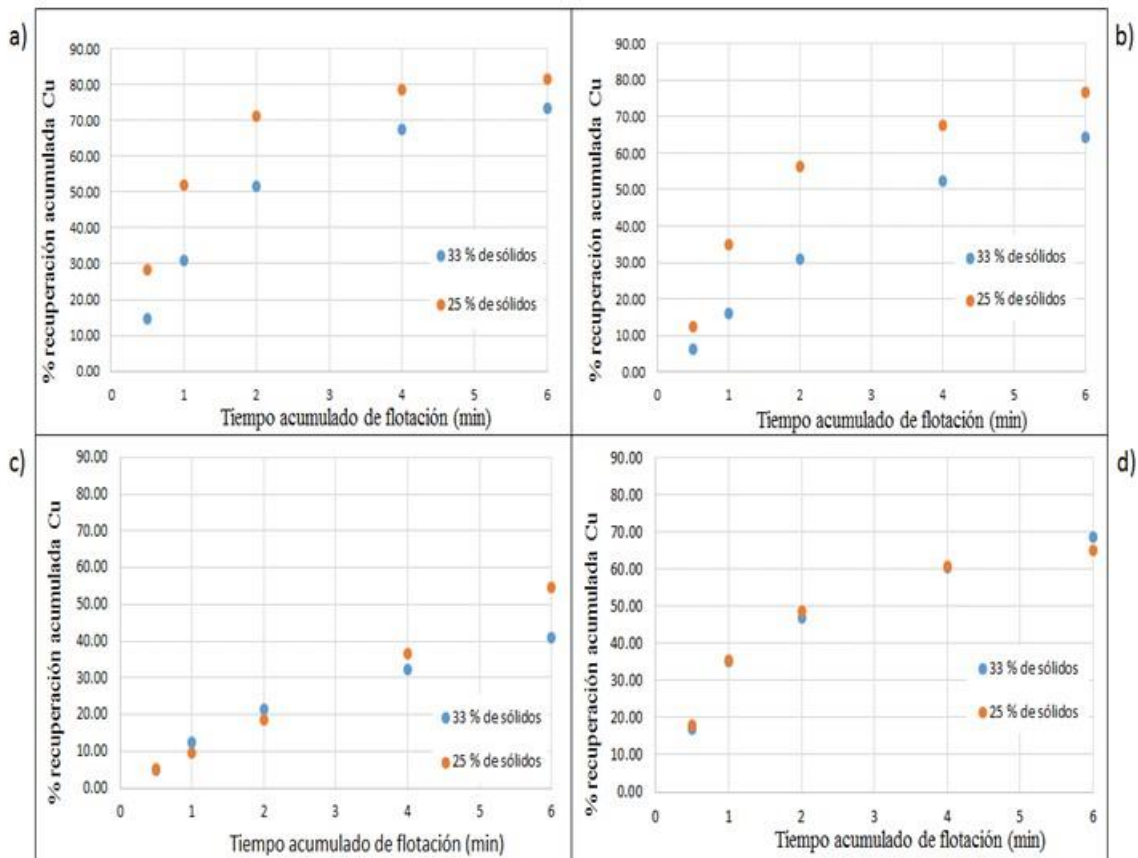 a)
% recuperación acumulada Cu
90.00
80.00
70.00
60.00
50.00
40.00
30.00
20.00
10.00
0.00
0 1 2 3 4 5 6
33 % de sólidos
25 % de sólidos
Tiempo acumulado de flotación (min)
b)
% recuperación acumulada Cu
90.00
80.00
70.00
60.00
50.00
40.00
30.00
20.00
10.00
0.00
0 1 2 3 4 5 6
33 % de sólidos
25 % de sólidos
Tiempo acumulado de flotación (min)
c)
% recuperación acumulada Cu
90.00
80.00
70.00
60.00
50.00
40.00
30.00
20.00
10.00
0.00
0 1 2 3 4 5 6
33 % de sólidos
25 % de sólidos
Tiempo acumulado de flotación (min)
d)
% recuperación acumulada Cu
90.00
80.00
70.00
60.00
50.00
40.00
30.00
20.00
10.00
0.00
0 1 2 3 4 5 6
33 % de sólidos
25 % de sólidos
Tiempo acumulado de flotación (min)